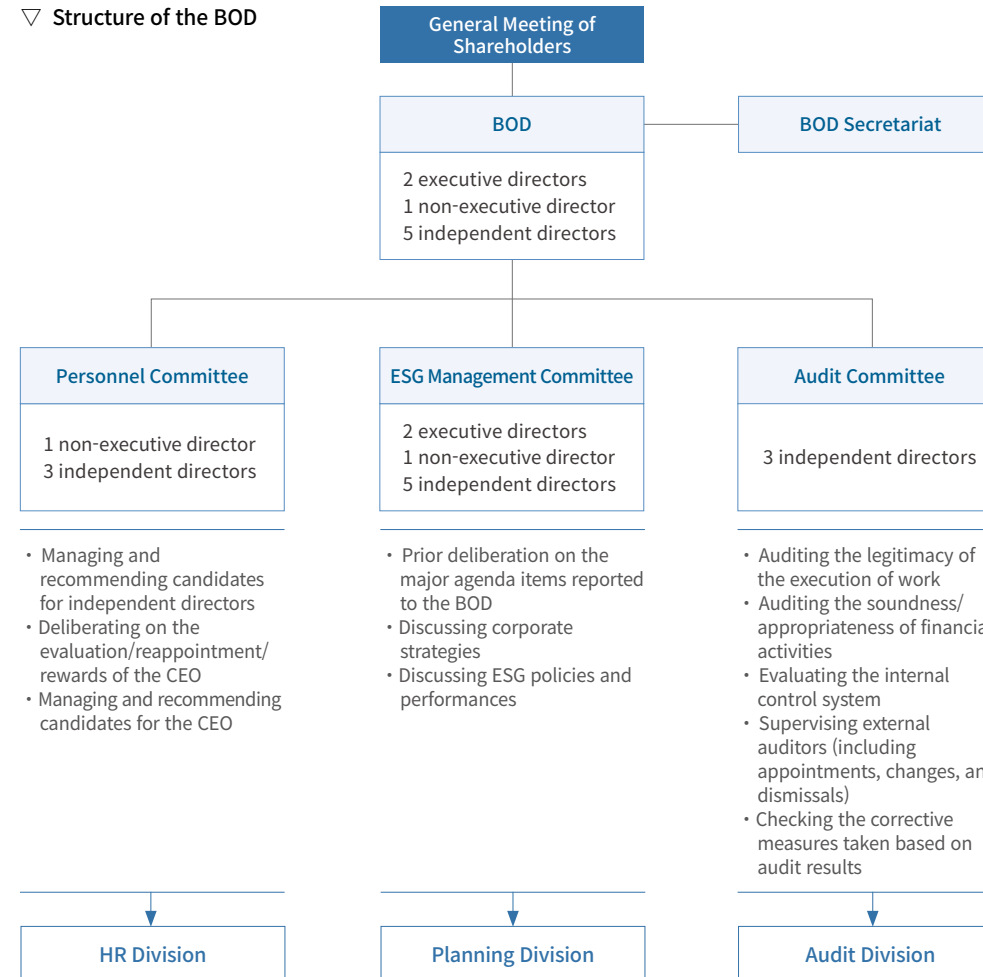 ▽ Structure of the BOD
General Meeting of
Shareholders
BOD
2 executive directors
1 non-executive director
5 independent directors
BOD Secretariat
Personnel Committee
1 non-executive director
3 independent directors
・ Managing and
recommending candidates
for independent directors
・ Deliberating on the
evaluation/reappointment/
rewards of the CEO
・ Managing and recommending
candidates for the CEO
HR Division
ESG Management Committee
2 executive directors
1 non-executive director
5 independent directors
・ Prior deliberation on the
major agenda items reported
to the BOD
・ Discussing corporate
strategies
・ Discussing ESG policies and
performances
Planning Division
Audit Committee
3 independent directors
・ Auditing the legitimacy of
the execution of work
・ Auditing the soundness/
appropriateness of
activities
・ Evaluating the internal
control system
・ Supervising external
auditors (including
appointments, changes,
dismissals)
・ Checking the corrective
measures taken based on
audit results
Audit Division